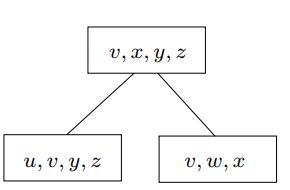 v, x, y, z
u, v, y, z
v, w, x